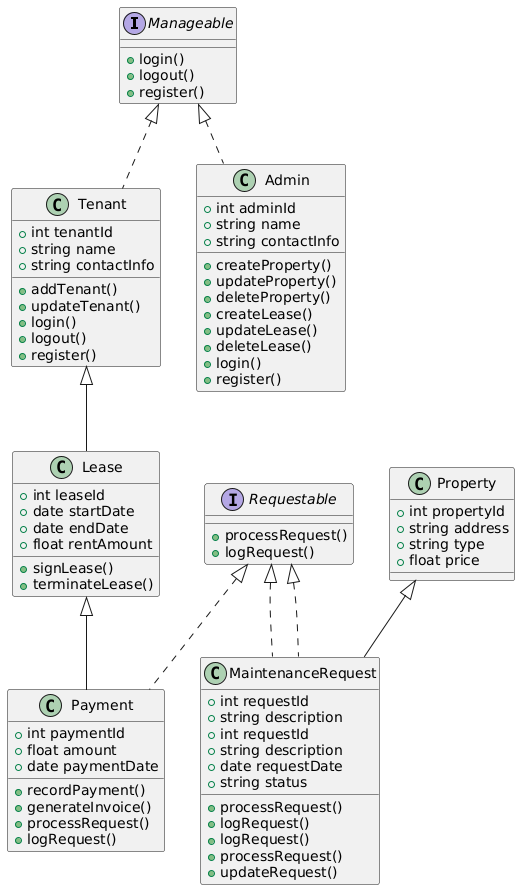 I Manageable
login()
logout()
register()
C Tenant
int tenantId
string name
string contactInfo
addTenant()
updateTenant()
login()
logout()
register()
C Admin
int adminId
string name
string contactInfo
createProperty()
updateProperty()
deleteProperty()
createLease()
updateLease()
deleteLease()
login()
register()
C Lease
int leaseId
date startDate
date endDate
float rentAmount
signLease()
terminateLease()
I Requestable
processRequest()
logRequest()
C Property
int propertyId
string address
string type
float price
C Payment
int paymentId
float amount
date paymentDate
recordPayment()
generateInvoice()
processRequest()
logRequest()
C MaintenanceRequest
int requestId
string description
int requestId
string description
date requestDate
string status
processRequest()
logRequest()
logRequest()
processRequest()
updateRequest()